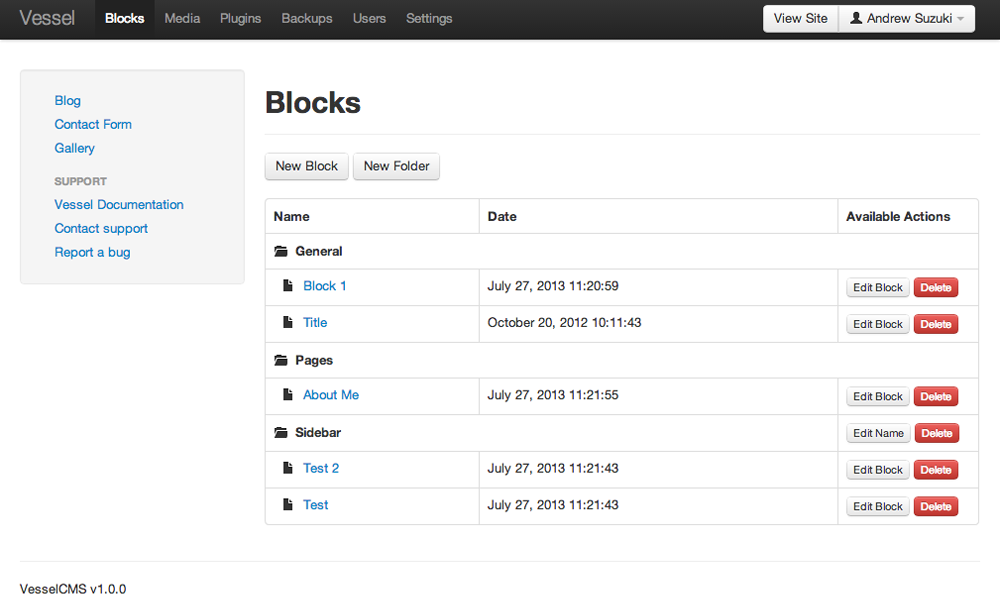 Vessel Blocks Media Plugins Backups Users Settings View Site Andrew Suzuki
Blog
Contact Form
Gallery
SUPPORT
Vessel Documentation
Contact support
Report a bug
Blocks
New Block New Folder
Name Date Available Actions
General
Block 1 July 27, 2013 11:20:59 Edit Block Delete
Title October 20, 2012 10:11:43 Edit Block Delete
Pages
About Me July 27, 2013 11:21:55 Edit Block Delete
Sidebar Edit Name Delete
Test 2 July 27, 2013 11:21:43 Edit Block Delete
Test July 27, 2013 11:21:43 Edit Block Delete
VesselCMS v1.0.0